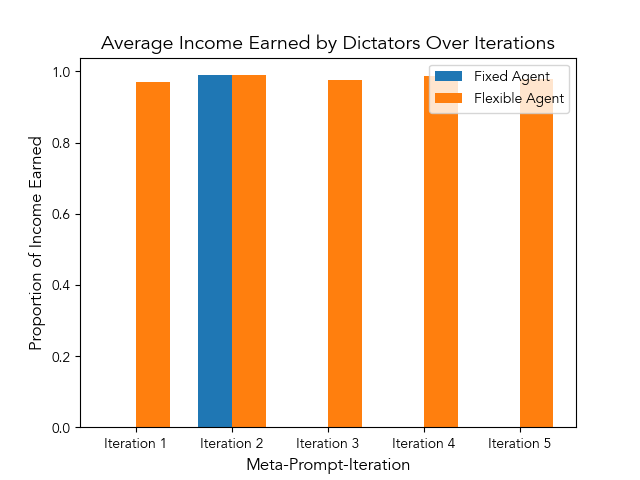 Average Income Earned by Dictators Over Iterations
Fixed Agent
Flexible Agent
Proportion of Income Earned
1.0
0.8
0.6
0.4
0.2
0.0
Iteration 1
Iteration 2
Iteration 3
Iteration 4
Iteration 5
Meta-Prompt-Iteration